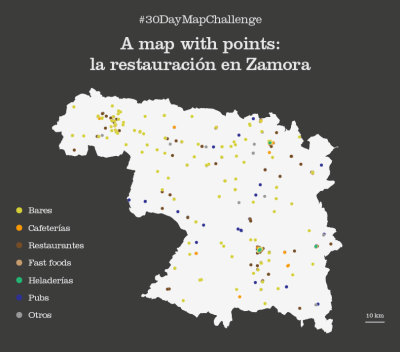 #30DayMapChallenge
A map with points:
la restauración en Zamora
Bares
Cafeterías
Restaurantes
Fast foods
Heladerías
Pubs
Otros
10 km